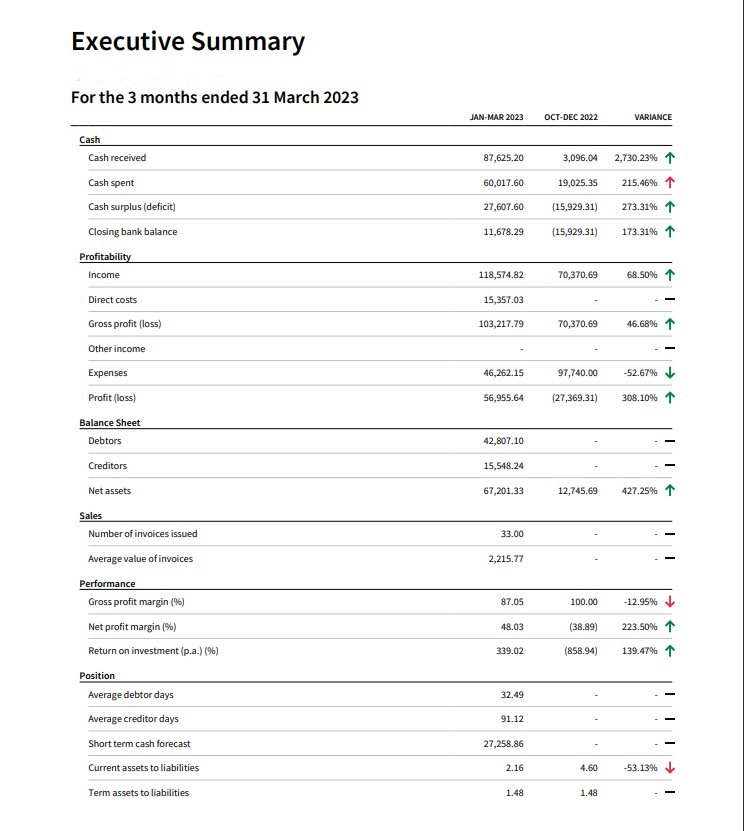 Executive Summary
For the 3 months ended 31 March 2023
JAN-MAR 2023 OCT-DEC 2022 VARIANCE
Cash
Cash received 87,625.20 3,096.04 2,730.23%
Cash spent 60,017.60 19,025.35 215.46%
Cash surplus (deficit) 27,607.60 (15,929.31) 273.31%
Closing bank balance 11,678.29 (15,929.31) 173.31%
Profitability
Income 118,574.82 70,370.69 68.50%
Direct costs 15,357.03 - -
Gross profit (loss) 103,217.79 70,370.69 46.68%
Other income - - -
Expenses 46,262.15 97,740.00 -52.67%
Profit (loss) 56,955.64 (27,369.31) 308.10%
Balance Sheet
Debtors 42,807.10 - -
Creditors 15,548.24 - -
Net assets 67,201.33 12,745.69 427.25%
Sales
Number of invoices issued 33.00 - -
Average value of invoices 2,215.77 - -
Performance
Gross profit margin (%) 87.05 100.00 -12.95%
Net profit margin (%) 48.03 (38.89) 223.50%
Return on investment (p.a.) (%) 339.02 (858.94) 139.47%
Position
Average debtor days 32.49 - -
Average creditor days 91.12 - -
Short term cash forecast 27,258.86 - -
Current assets to liabilities 2.16 4.60 -53.13%
Term assets to liabilities 1.48 1.48 -